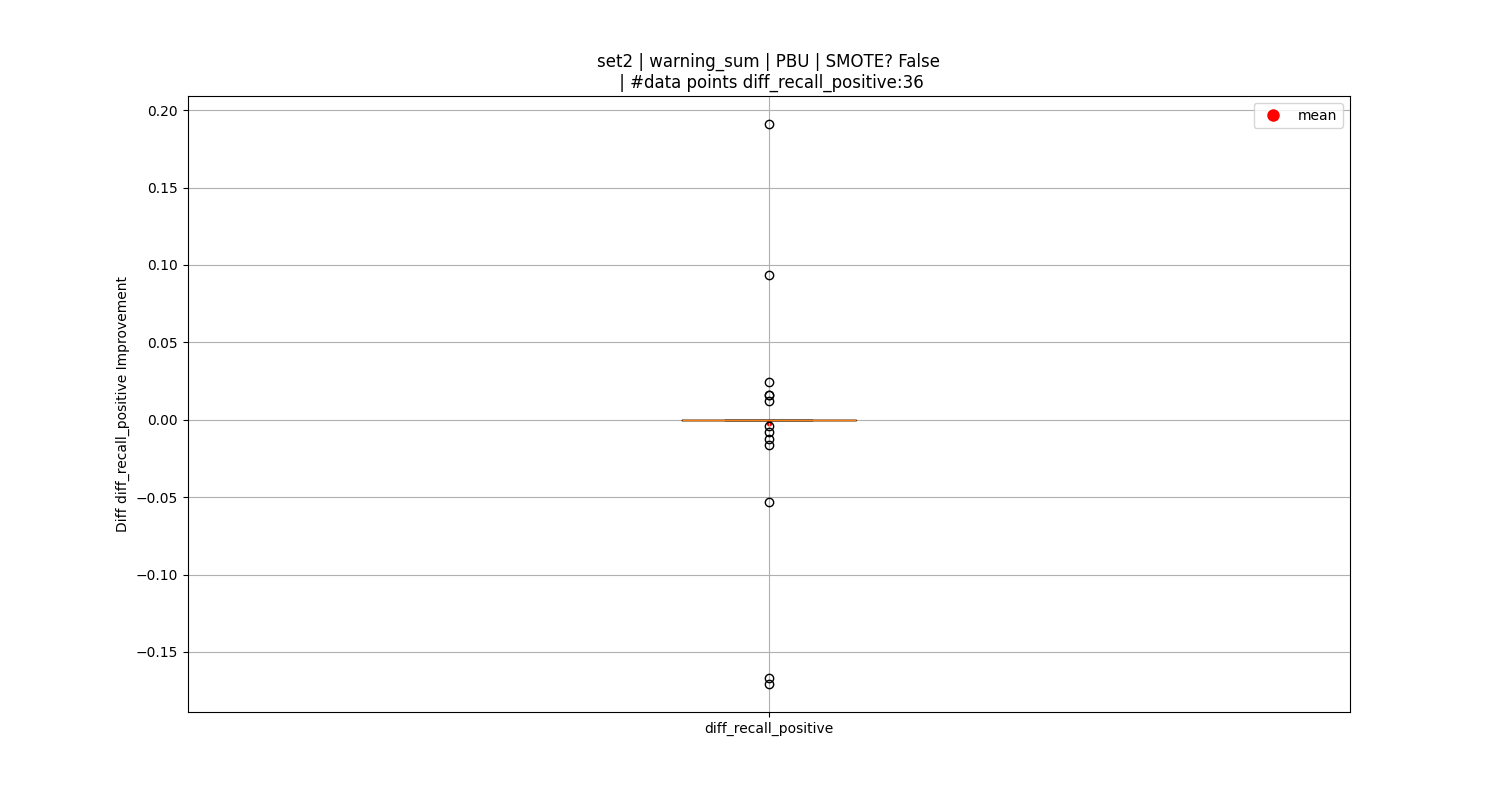 set2 | warning_sum | PBU | SMOTE? False
| #data points diff_recall_positive:36
mean
0.20
0.15
0.10
0.05
0.00
−0.05
−0.10
−0.15
Diff diff_recall_positive Improvement
diff_recall_positive